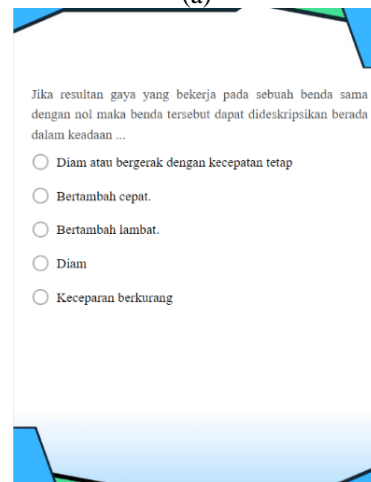 (a)
Jika resultan gaya yang bekerja pada sebuah benda sama
dengan nol maka benda tersebut dapat dideskripsikan berada
dalam keadaan ...
Diam atau bergerak dengan kecepatan tetap
Bertambah cepat.
Bertambah lambat.
Diam
Keceparan berkurang